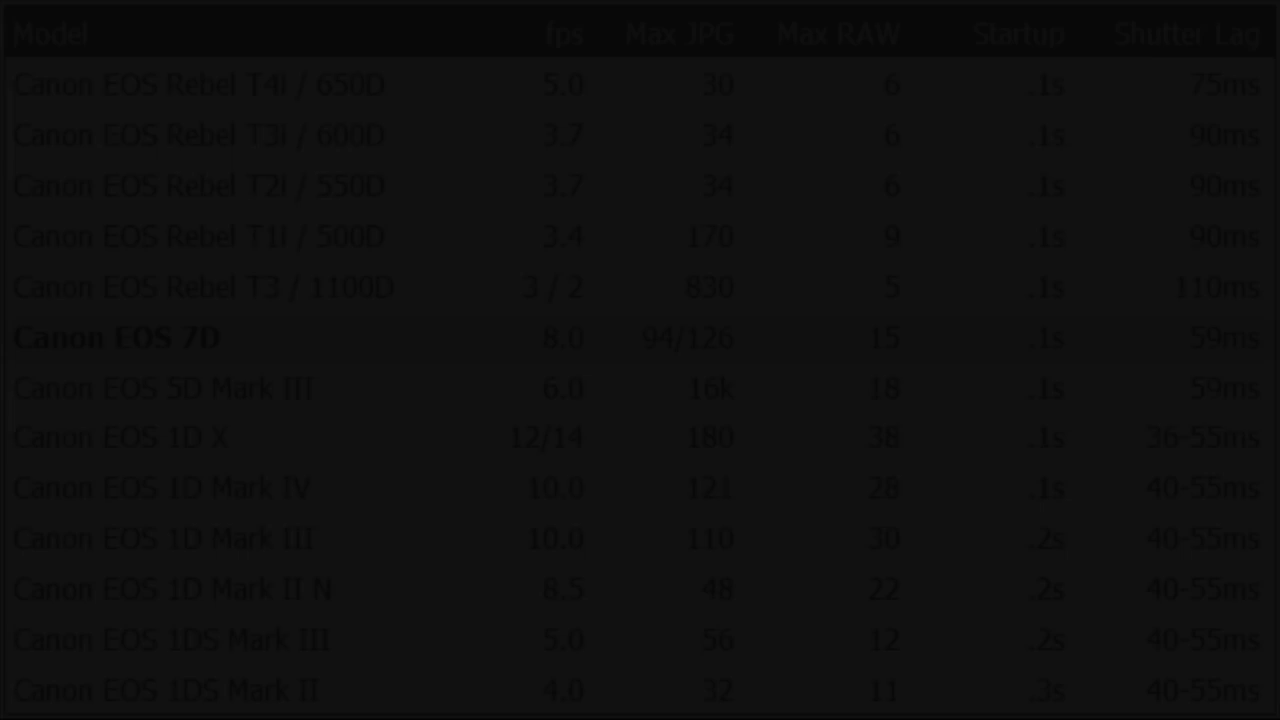 Model fps Max JPG Max RAW Startup Shutter Lag
Canon EOS Rebel T4i / 650D 5.0 30 6 .1s 75ms
Canon EOS Rebel T3i / 600D 3.7 34 6 .1s 90ms
Canon EOS Rebel T2i / 550D 3.7 34 6 .1s 90ms
Canon EOS Rebel T1i / 500D 3.4 170 9 .1s 90ms
Canon EOS Rebel T3 / 1100D 3 / 2 830 5 .1s 110ms
Canon EOS 7D 8.0 94/126 15 .1s 59ms
Canon EOS 5D Mark III 6.0 16k 18 .1s 59ms
Canon EOS 1D X 12/14 180 38 .1s 36-55ms
Canon EOS 1D Mark IV 10.0 121 28 .1s 40-55ms
Canon EOS 1D Mark III 10.0 110 30 .2s 40-55ms
Canon EOS 1D Mark II N 8.5 48 22 .2s 40-55ms
Canon EOS 1DS Mark III 5.0 56 12 .2s 40-55ms
Canon EOS 1DS Mark II 4.0 32 11 .3s 40-55ms